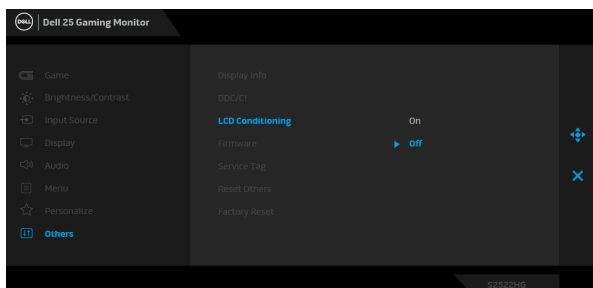 DELL Dell 25 Gaming Monitor
Game
Brightness/Contrast
Input Source
Display
Audio
Menu
Personalize
Others
Display Info
DDC/CI
LCD Conditioning On
Firmware Off
Service Tag
Reset Others
Factory Reset
S2522HG